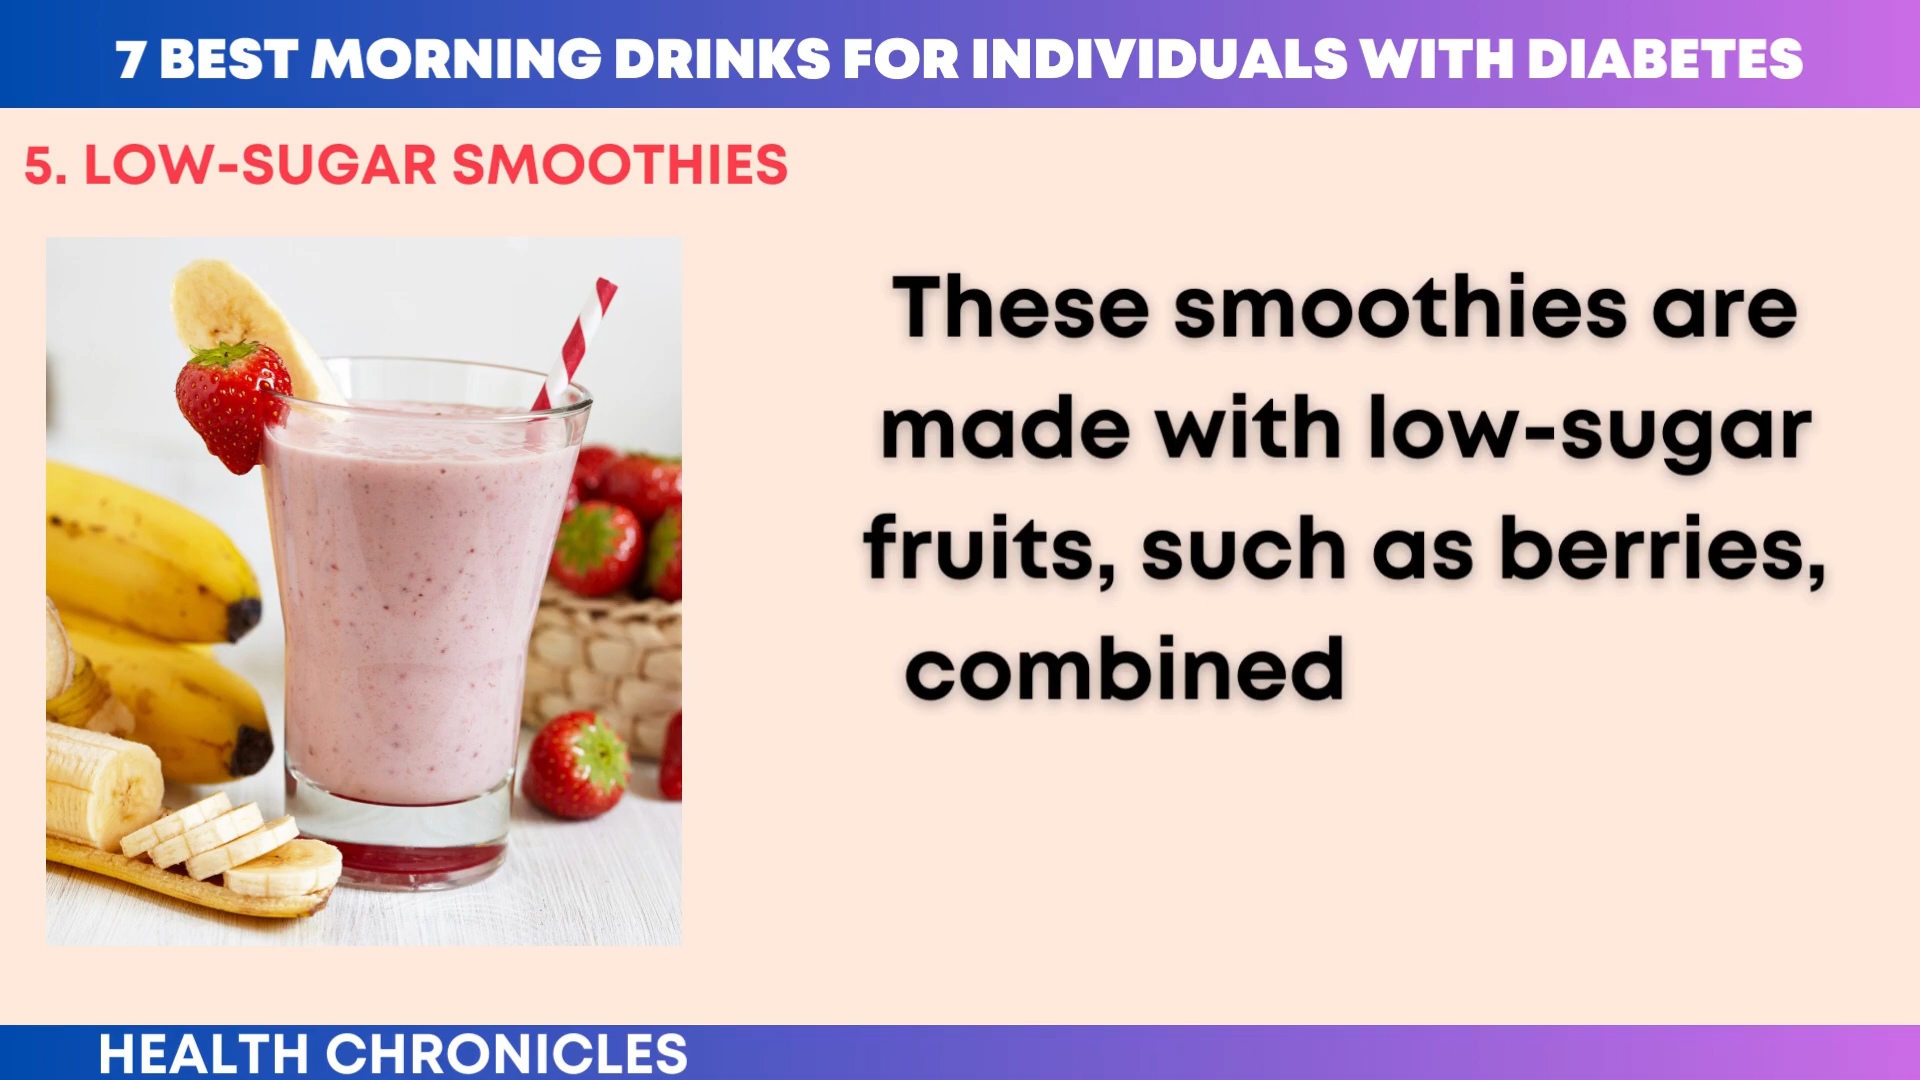 7 BEST MORNING DRINKS FOR INDIVIDUALS WITH DIABETES
5. LOW-SUGAR SMOOTHIES
These smoothies are
made with low-sugar
fruits, such as berries,
combined
HEALTH CHRONICLES